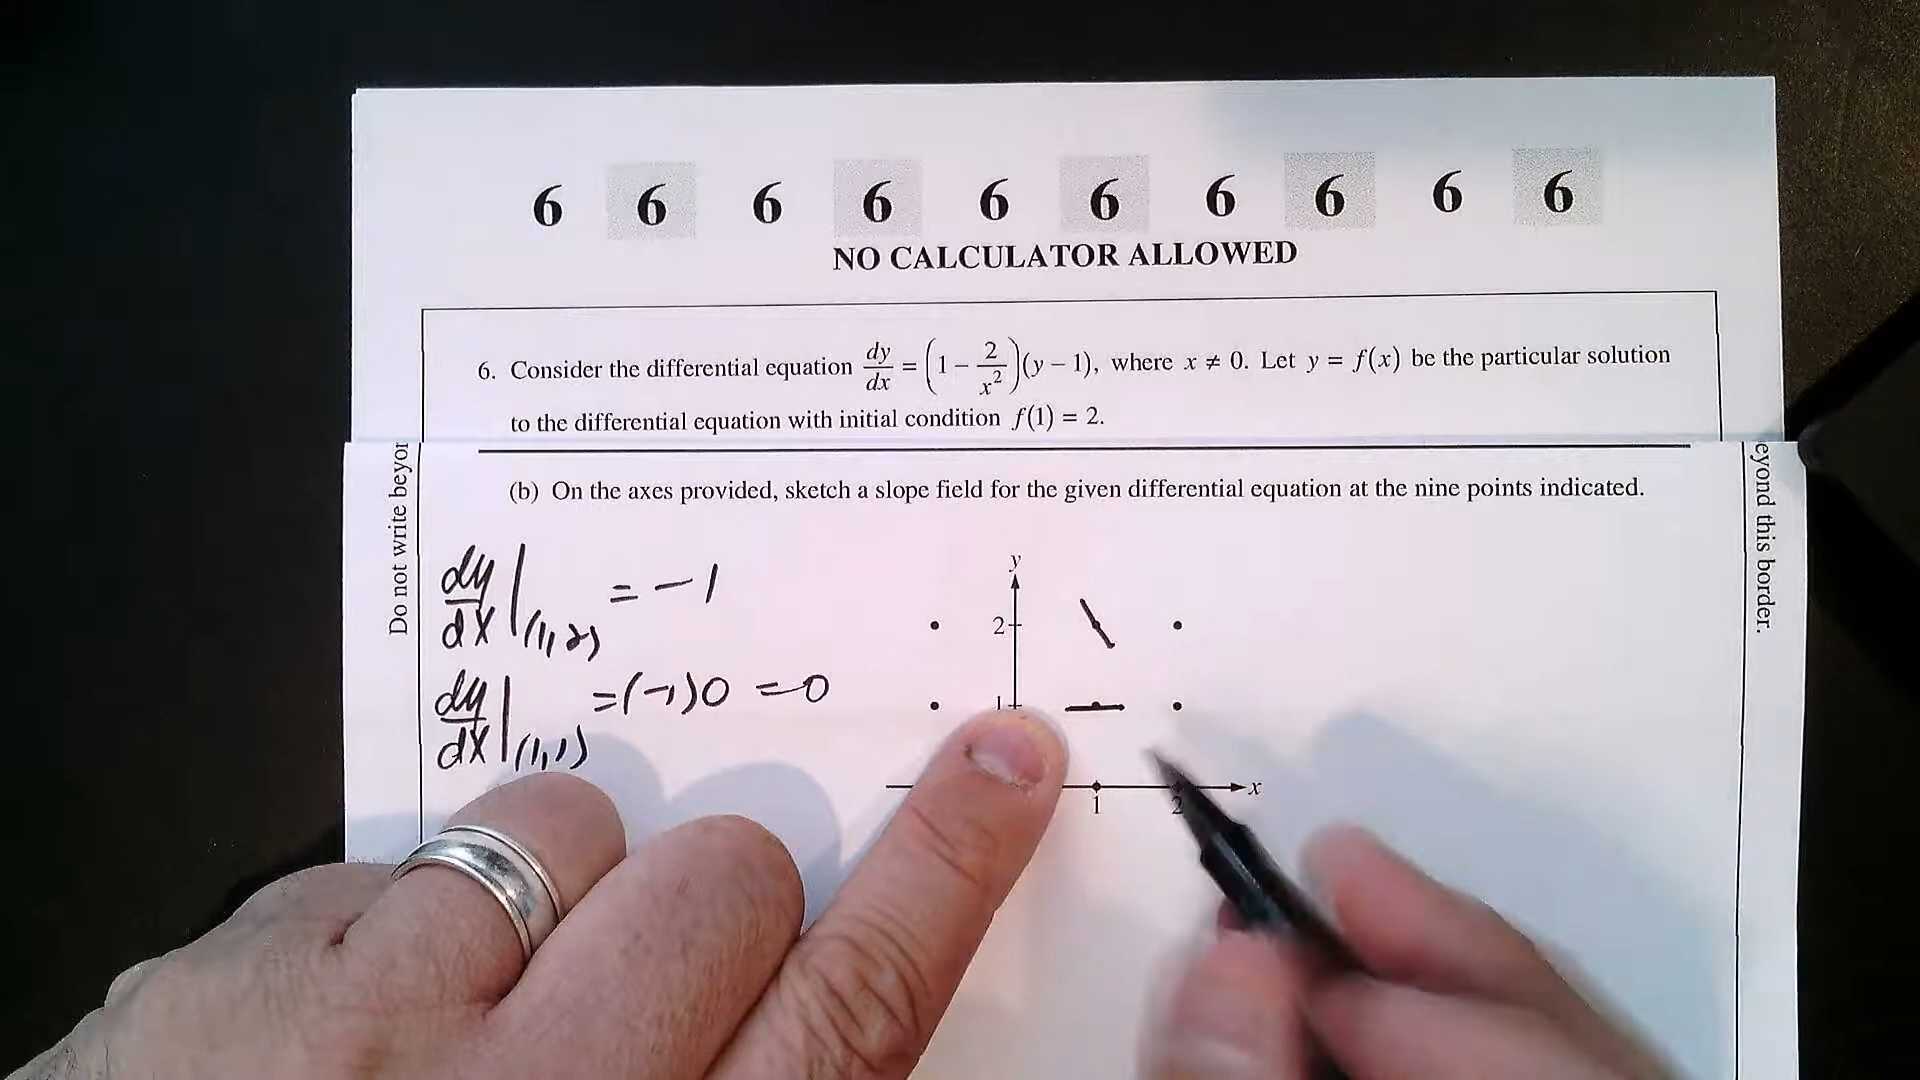 6 6 6 6 6 6 6 6 6 6
NO CALCULATOR ALLOWED
6. Consider the differential equation dy/dx = (1 − 2/x²)(y − 1), where x ≠ 0. Let y = f(x) be the particular solution
to the differential equation with initial condition f(1) = 2.
Do not write beyor
eyond this border.
(b) On the axes provided, sketch a slope field for the given differential equation at the nine points indicated.
dy/dx |(1,2) = −1
dy/dx |(1,1) = (−1)0 = 0
y
2
1
x
1 2